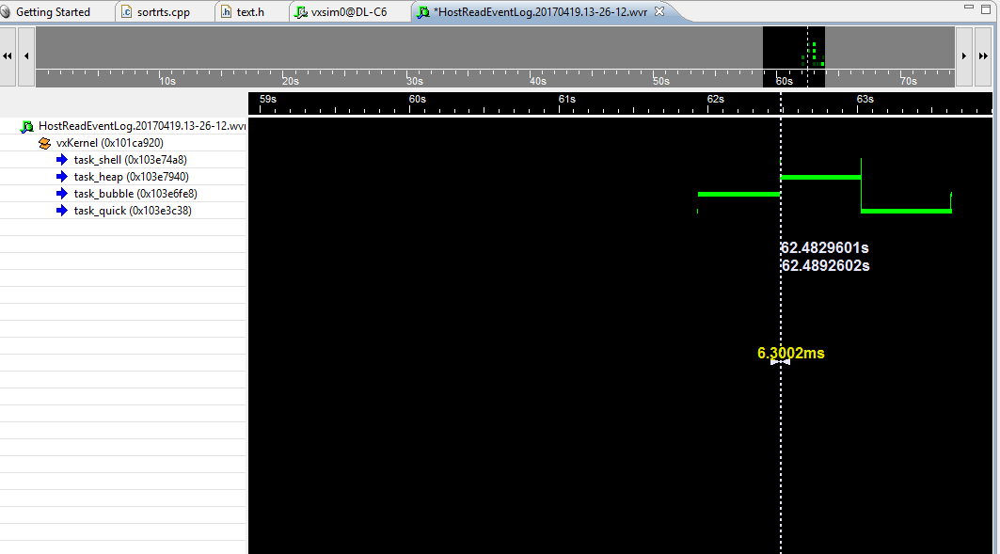 Getting Started
sortrts.cpp
text.h
vxsim0@DL-C6
*HostReadEventLog.20170419.13-26-12.wvr
10s 20s 30s 40s 50s 60s 70s
59s 60s 61s 62s 63s
HostReadEventLog.20170419.13-26-12.wvr
vxKernel (0x101ca920)
task_shell (0x103e74a8)
task_heap (0x103e7940)
task_bubble (0x103e6fe8)
task_quick (0x103e3c38)
62.4829601s
62.4892602s
6.3002ms